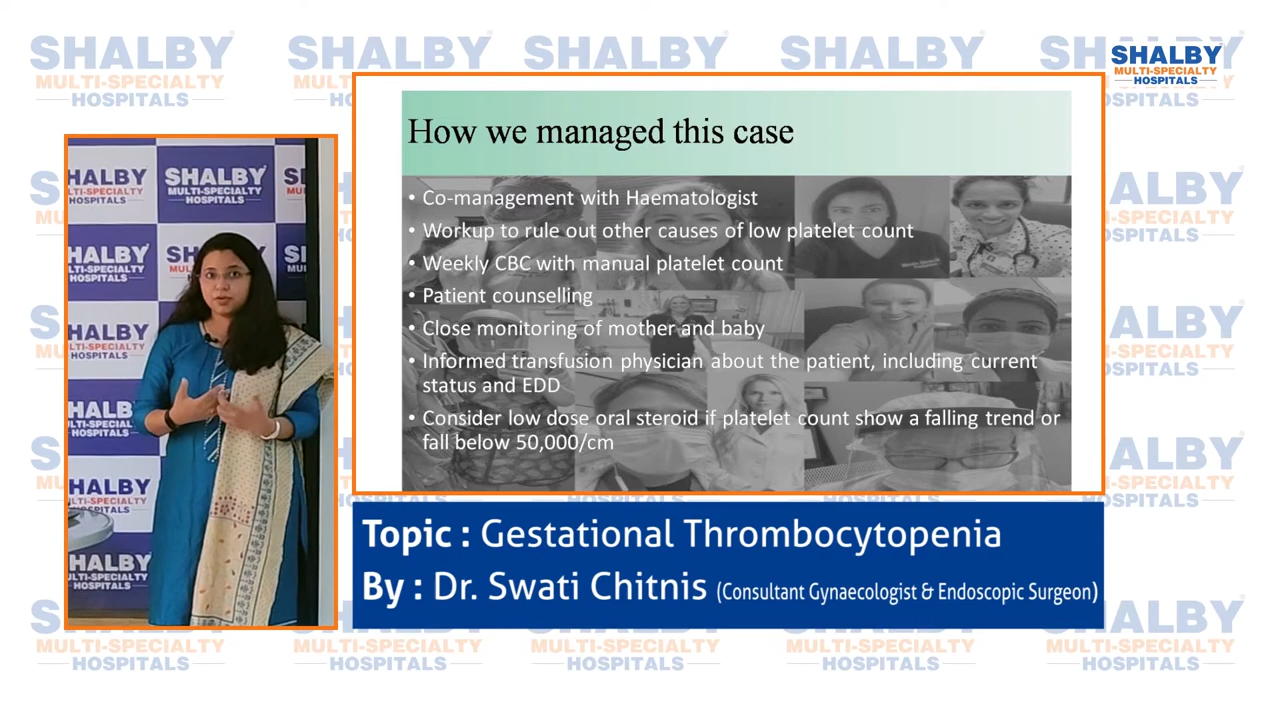 SHALBY
MULTI-SPECIALTY
HOSPITALS
SHALBY
MULTI-SPECIALTY
HOSPITALS
How we managed this case
• Co-management with Haematologist
• Workup to rule out other causes of low platelet count
• Weekly CBC with manual platelet count
• Patient counselling
• Close monitoring of mother and baby
• Informed transfusion physician about the patient, including current
status and EDD
• Consider low dose oral steroid if platelet count show a falling trend or
fall below 50,000/cm
Topic : Gestational Thrombocytopenia
By : Dr. Swati Chitnis (Consultant Gynaecologist & Endoscopic Surgeon)